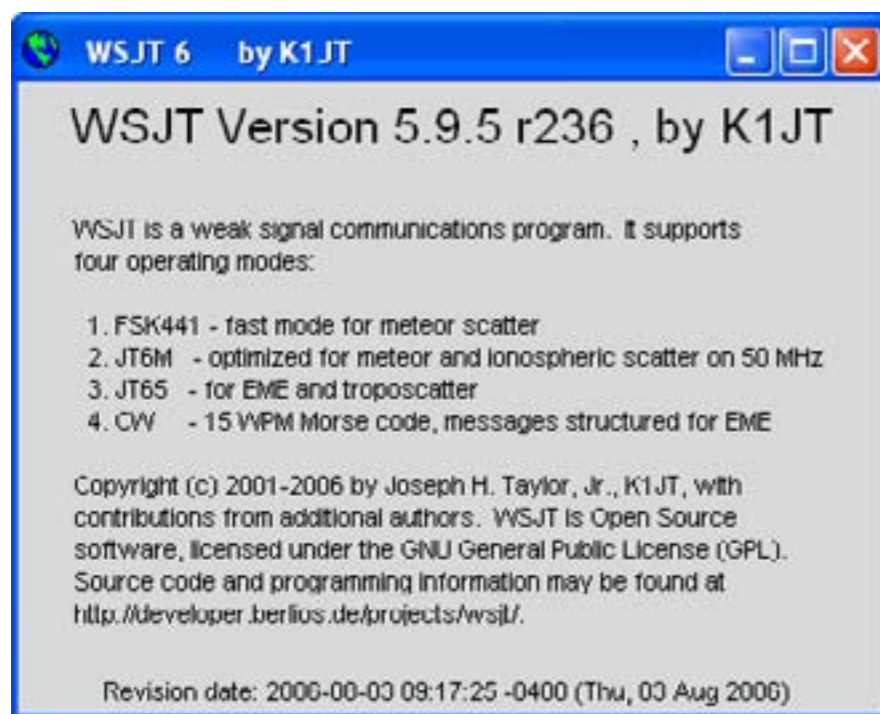 WSJT 6 by K1JT
WSJT Version 5.9.5 r236 , by K1JT
WSJT is a weak signal communications program. It supports
four operating modes:
1. FSK441 - fast mode for meteor scatter
2. JT6M - optimized for meteor and ionospheric scatter on 50 MHz
3. JT65 - for EME and troposcatter
4. CW - 15 WPM Morse code, messages structured for EME
Copyright (c) 2001-2006 by Joseph H. Taylor, Jr., K1JT, with
contributions from additional authors. WSJT is Open Source
software, licensed under the GNU General Public License (GPL).
Source code and programming information may be found at
http://developer.berlios.de/projects/wsjt/.
Revision date: 2006-08-03 09:17:25 -0400 (Thu, 03 Aug 2006)